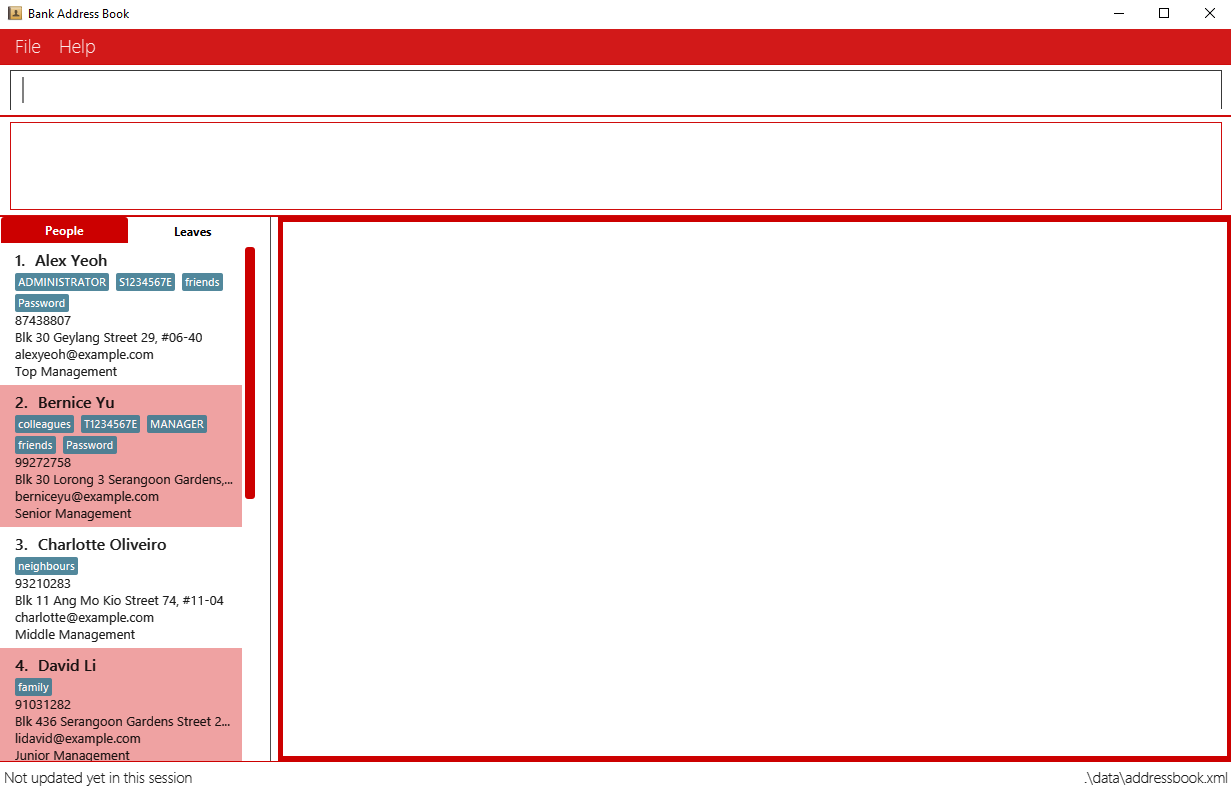 Bank Address Book
File Help
People Leaves
1. Alex Yeoh
ADMINISTRATOR S1234567E friends
Password
87438807
Blk 30 Geylang Street 29, #06-40
alexyeoh@example.com
Top Management
2. Bernice Yu
colleagues T1234567E MANAGER
friends Password
99272758
Blk 30 Lorong 3 Serangoon Gardens,...
berniceyu@example.com
Senior Management
3. Charlotte Oliveiro
neighbours
93210283
Blk 11 Ang Mo Kio Street 74, #11-04
charlotte@example.com
Middle Management
4. David Li
family
91031282
Blk 436 Serangoon Gardens Street 2...
lidavid@example.com
Junior Management
Not updated yet in this session .\data\addressbook.xml